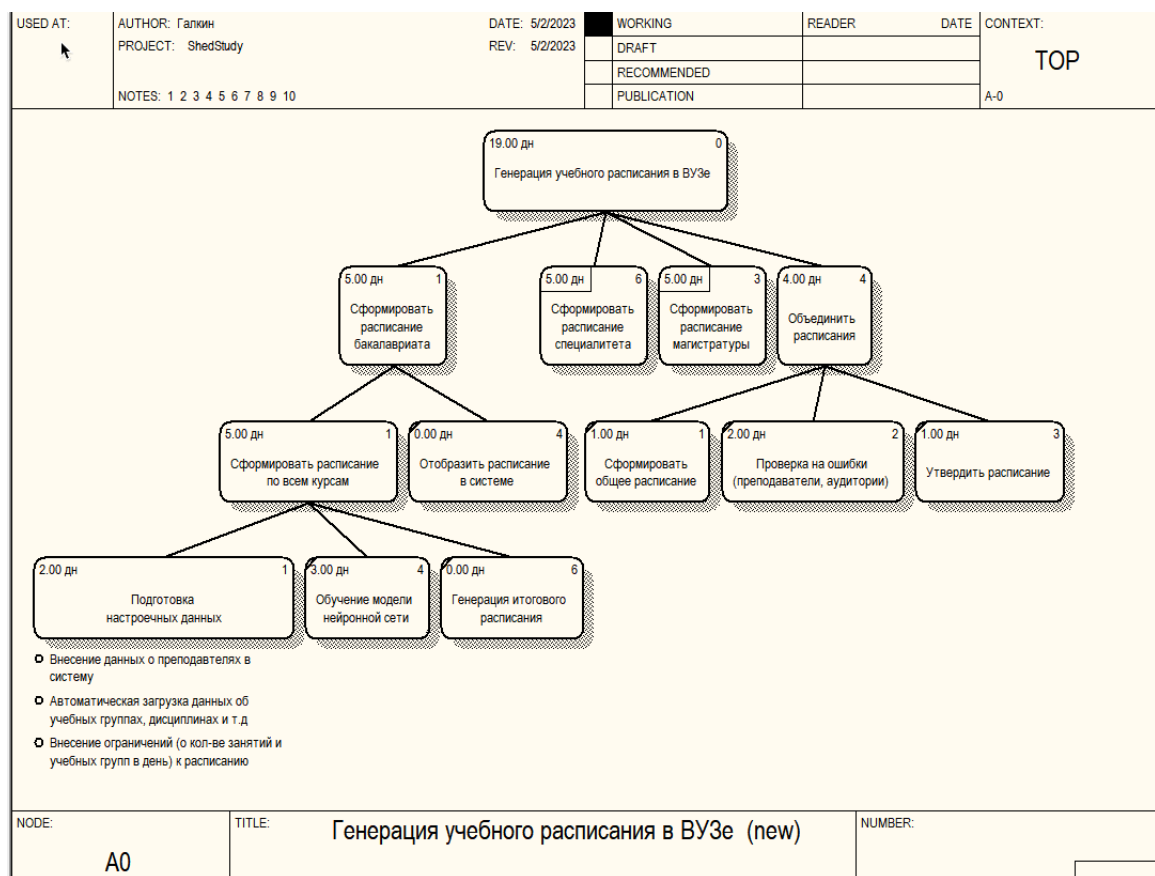 USED AT:
AUTHOR: Галкин
DATE: 5/2/2023
PROJECT: ShedStudy
REV: 5/2/2023
NOTES: 1 2 3 4 5 6 7 8 9 10
WORKING
DRAFT
RECOMMENDED
PUBLICATION
READER DATE
CONTEXT:
TOP
A-0
19.00 дн 0
Генерация учебного расписания в ВУЗе
5.00 дн 1
Сформировать
расписание
бакалавриата
5.00 дн 6
Сформировать
расписание
специалитета
5.00 дн 3
Сформировать
расписание
магистратуры
4.00 дн 4
Объединить
расписания
5.00 дн 1
Сформировать расписание
по всем курсам
0.00 дн 4
Отобразить расписание
в системе
1.00 дн 1
Сформировать
общее расписание
2.00 дн 2
Проверка на ошибки
(преподаватели, аудитории)
1.00 дн 3
Утвердить расписание
2.00 дн 1
Подготовка
настроечных данных
3.00 дн 4
Обучение модели
нейронной сети
0.00 дн 6
Генерация итогового
расписания
Внесение данных о преподавтелях в
систему
Автоматическая загрузка данных об
учебных группах, дисциплинах и т.д
Внесение ограничений (о кол-ве занятий и
учебных групп в день) к расписанию
NODE:
A0
TITLE:
Генерация учебного расписания в ВУЗе (new)
NUMBER: